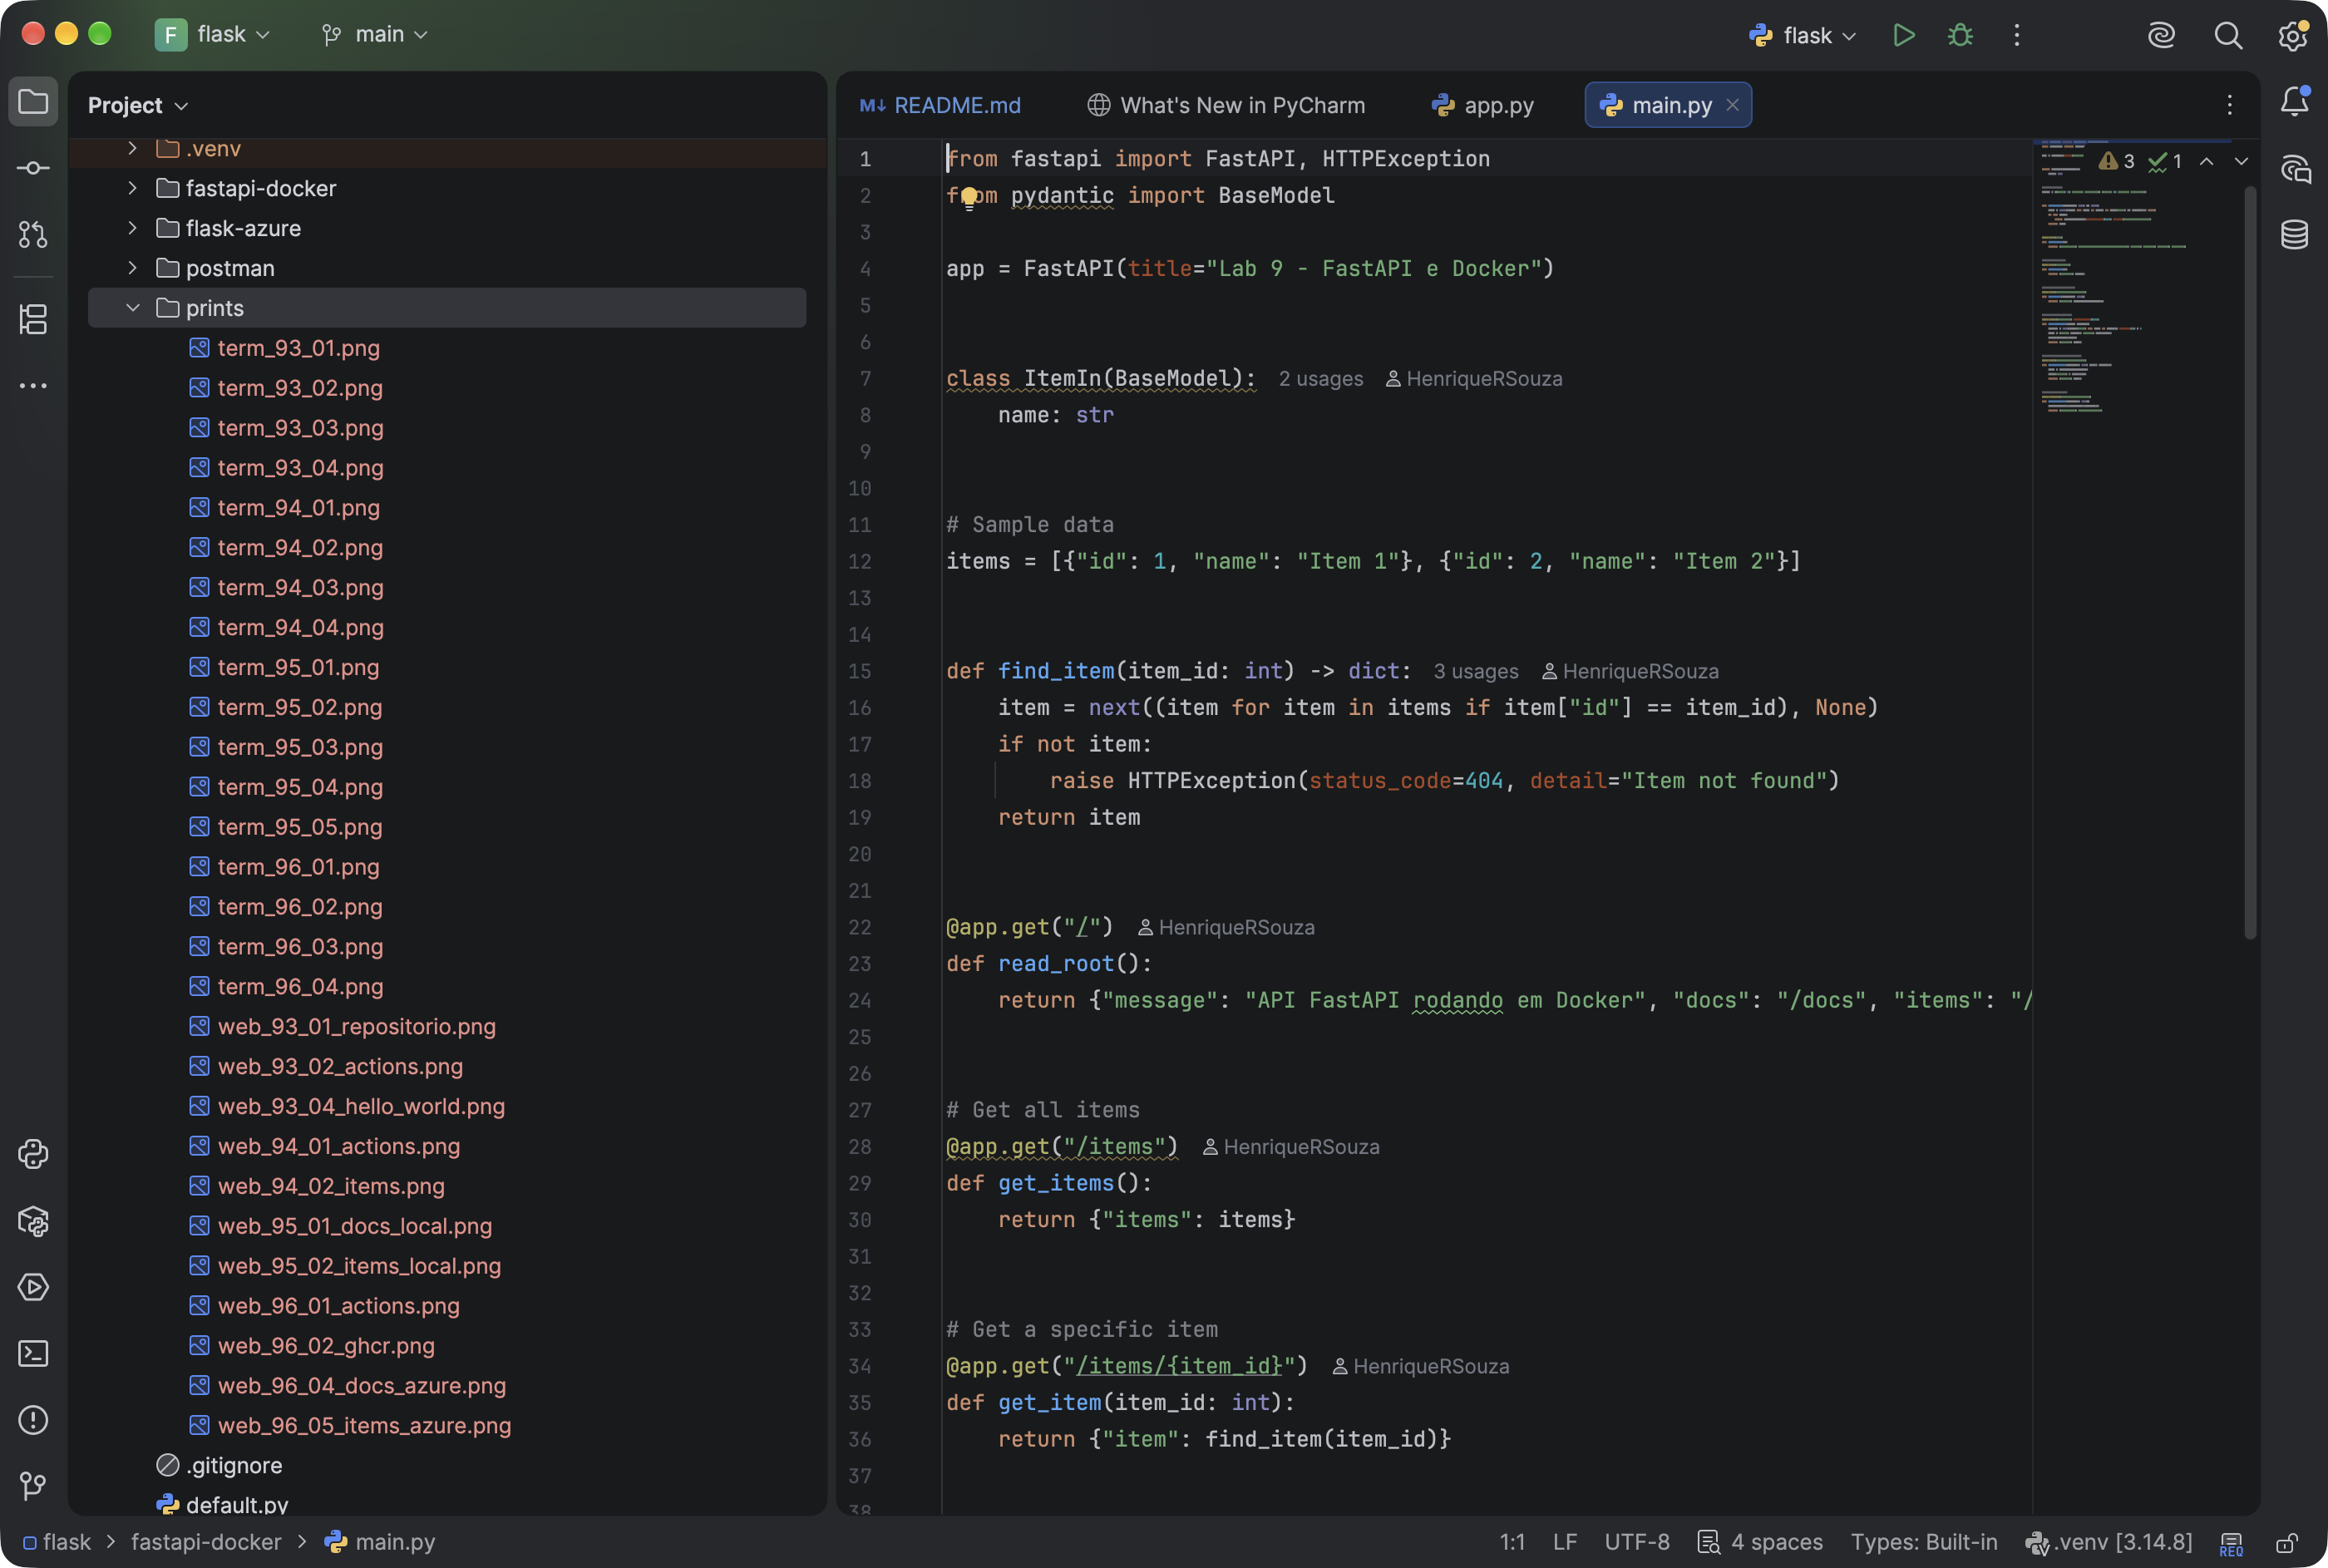 F flask main
flask
Project
README.md What's New in PyCharm app.py main.py
.venv
fastapi-docker
flask-azure
postman
prints
term_93_01.png
term_93_02.png
term_93_03.png
term_93_04.png
term_94_01.png
term_94_02.png
term_94_03.png
term_94_04.png
term_95_01.png
term_95_02.png
term_95_03.png
term_95_04.png
term_95_05.png
term_96_01.png
term_96_02.png
term_96_03.png
term_96_04.png
web_93_01_repositorio.png
web_93_02_actions.png
web_93_04_hello_world.png
web_94_01_actions.png
web_94_02_items.png
web_95_01_docs_local.png
web_95_02_items_local.png
web_96_01_actions.png
web_96_02_ghcr.png
web_96_04_docs_azure.png
web_96_05_items_azure.png
.gitignore
default.py
3 1
1 from fastapi import FastAPI, HTTPException
2 from pydantic import BaseModel
3
4 app = FastAPI(title="Lab 9 - FastAPI e Docker")
5
6
7 class ItemIn(BaseModel): 2 usages HenriqueRSouza
8 name: str
9
10
11 # Sample data
12 items = [{"id": 1, "name": "Item 1"}, {"id": 2, "name": "Item 2"}]
13
14
15 def find_item(item_id: int) -> dict: 3 usages HenriqueRSouza
16 item = next((item for item in items if item["id"] == item_id), None)
17 if not item:
18 raise HTTPException(status_code=404, detail="Item not found")
19 return item
20
21
22 @app.get("/") HenriqueRSouza
23 def read_root():
24 return {"message": "API FastAPI rodando em Docker", "docs": "/docs", "items": "/
25
26
27 # Get all items
28 @app.get("/items") HenriqueRSouza
29 def get_items():
30 return {"items": items}
31
32
33 # Get a specific item
34 @app.get("/items/{item_id}") HenriqueRSouza
35 def get_item(item_id: int):
36 return {"item": find_item(item_id)}
37
38
flask > fastapi-docker > main.py
1:1 LF UTF-8 4 spaces Types: Built-in .venv [3.14.8] REQ